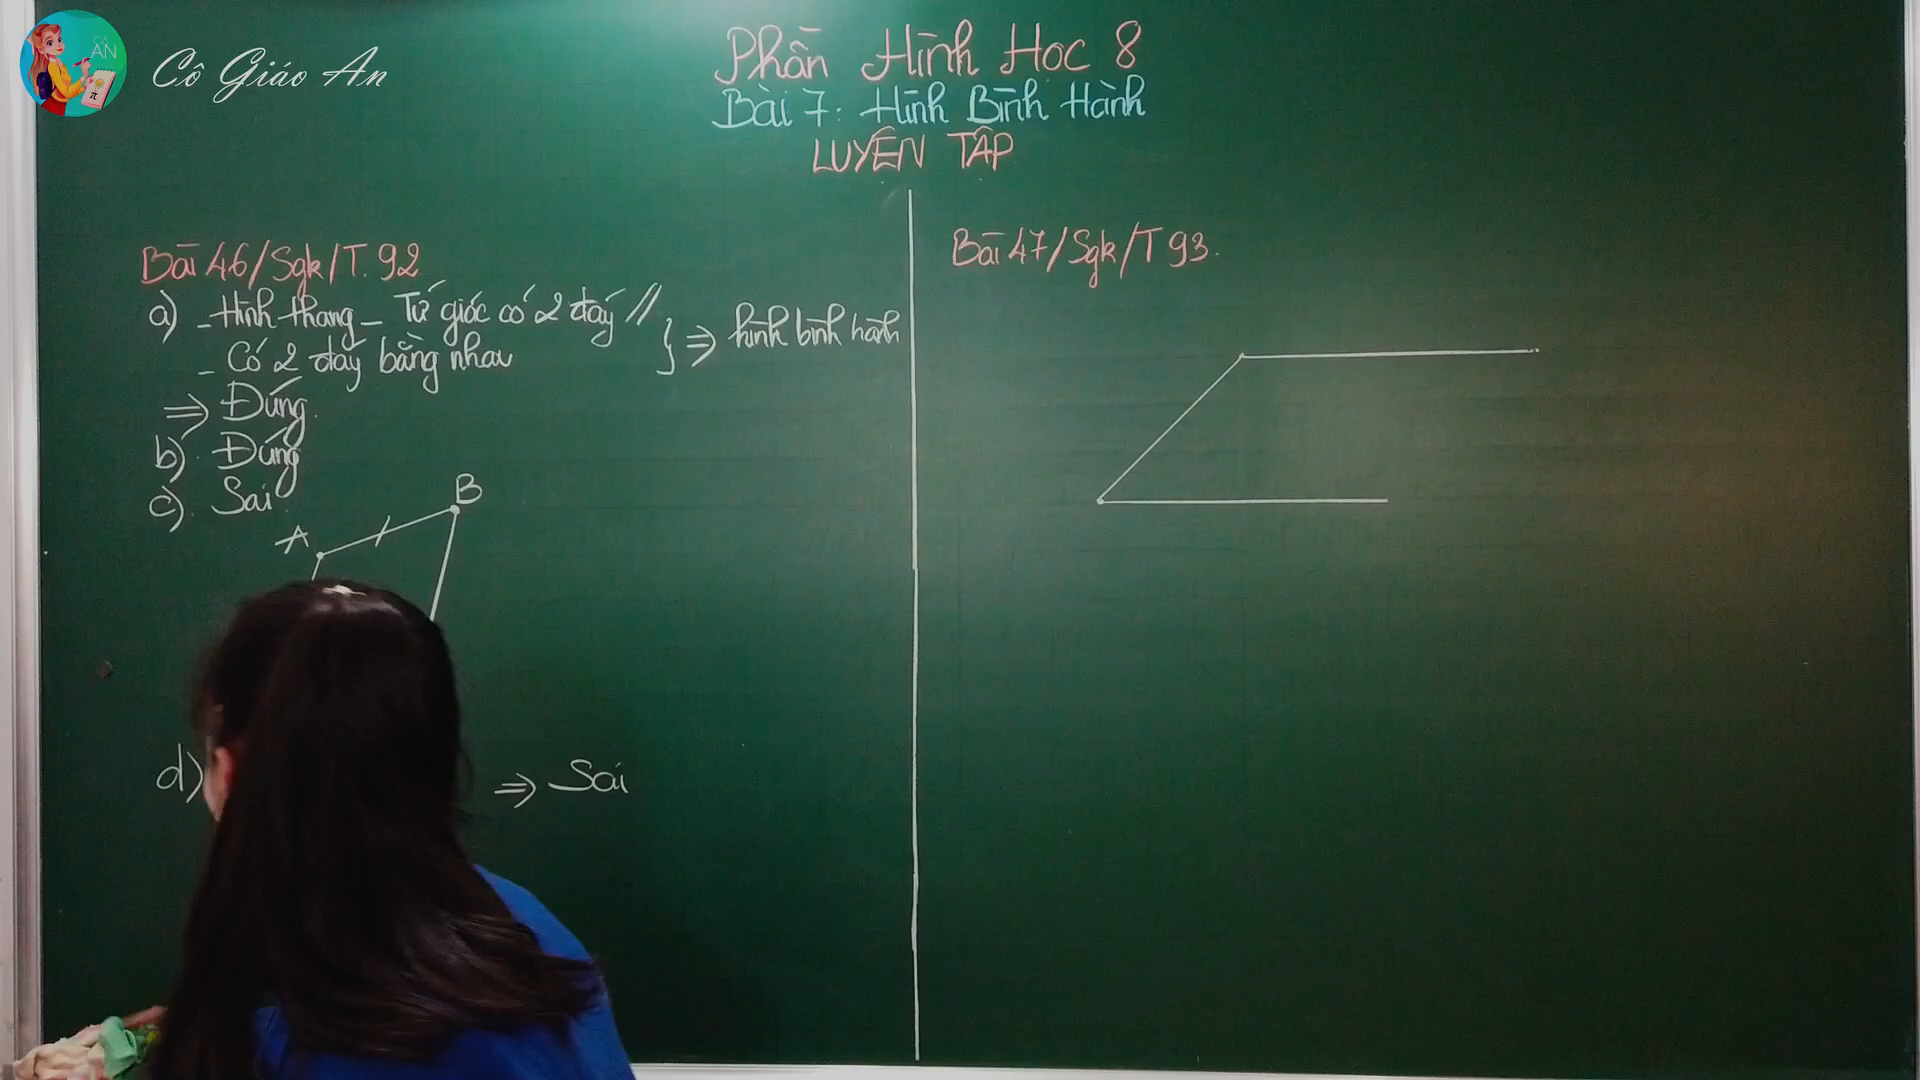 AN
Cô Giáo An
Phần Hình Học 8
Bài 7: Hình Bình Hành
LUYỆN TẬP
Bài 46/Sgk/T.92
a) - Hình thang - Tứ giác có 2 đáy // } ⇒ hình bình hành
- Có 2 đáy bằng nhau
⇒ Đúng.
b) Đúng
c) Sai.
A
B
d)
⇒ Sai
Bài 47/Sgk/T93.